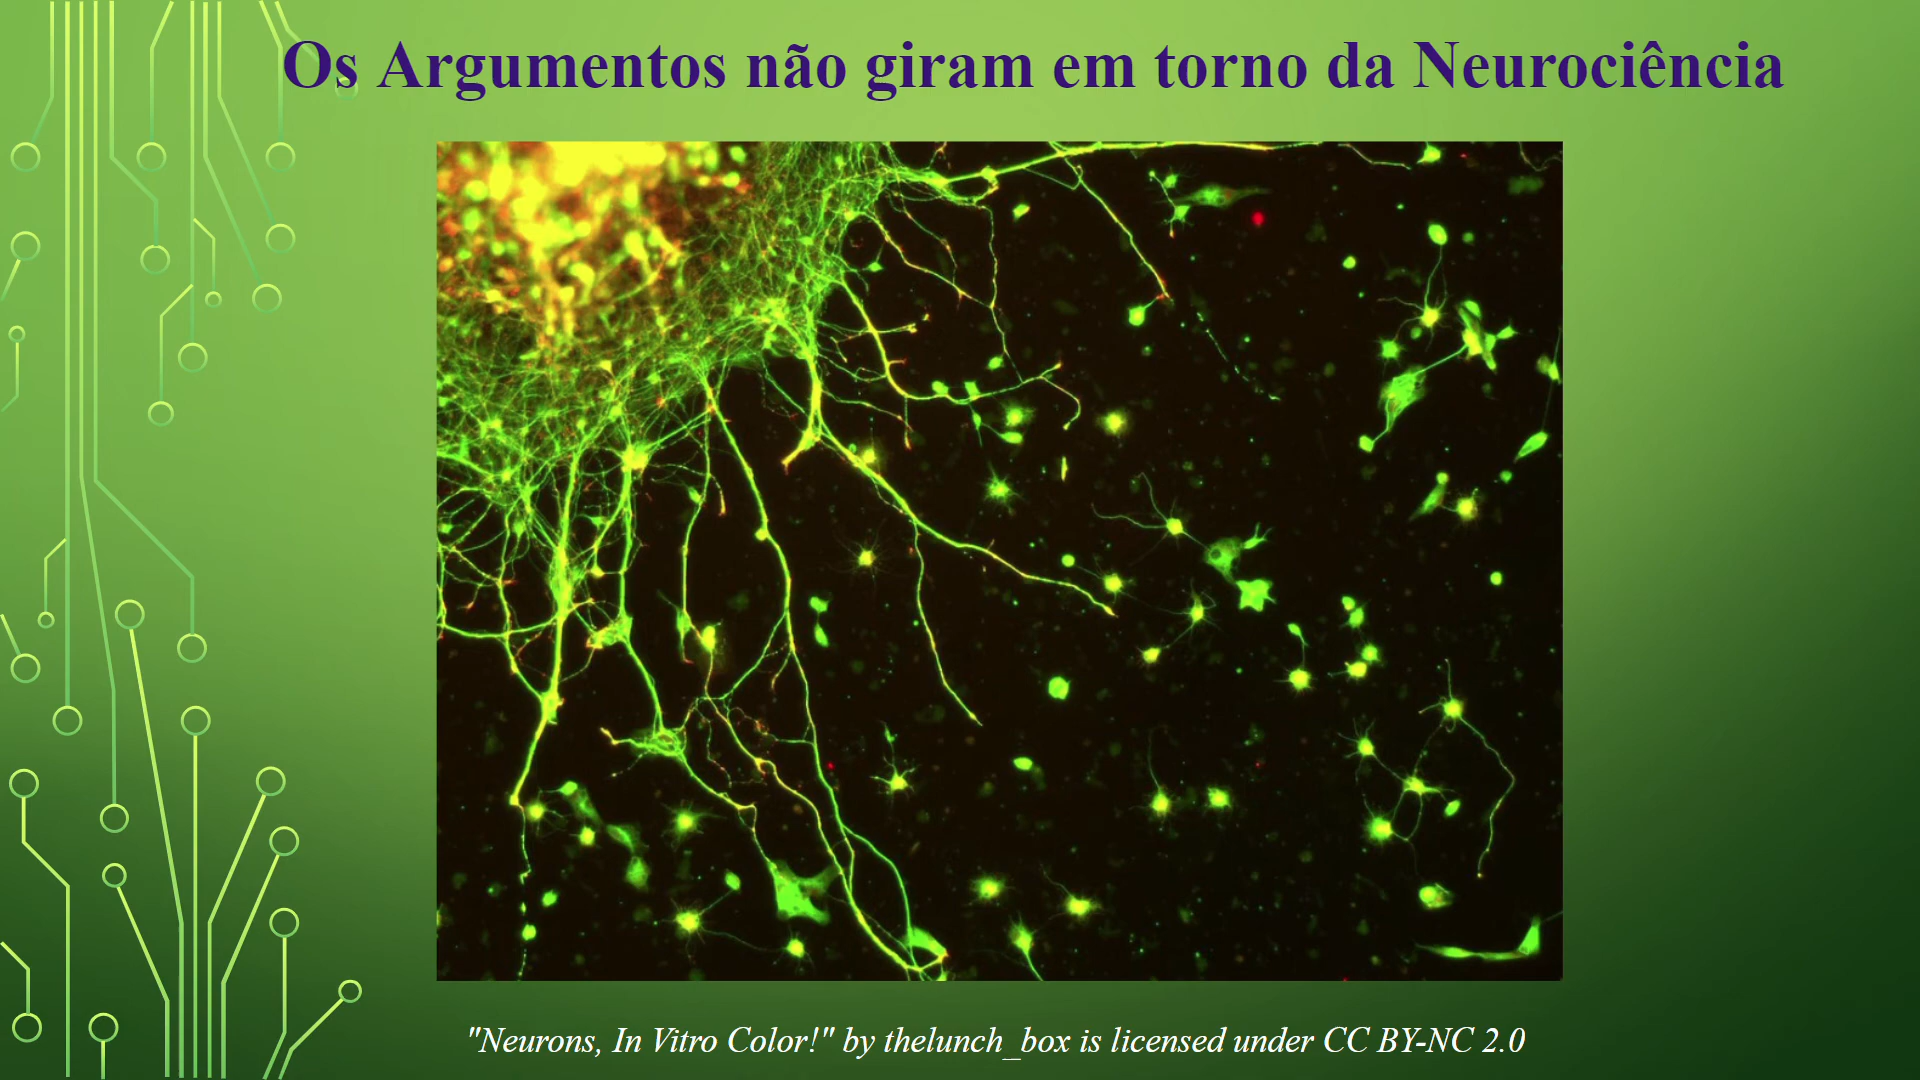 Os Argumentos não giram em torno da Neurociência
"Neurons, In Vitro Color!" by thelunch_box is licensed under CC BY-NC 2.0